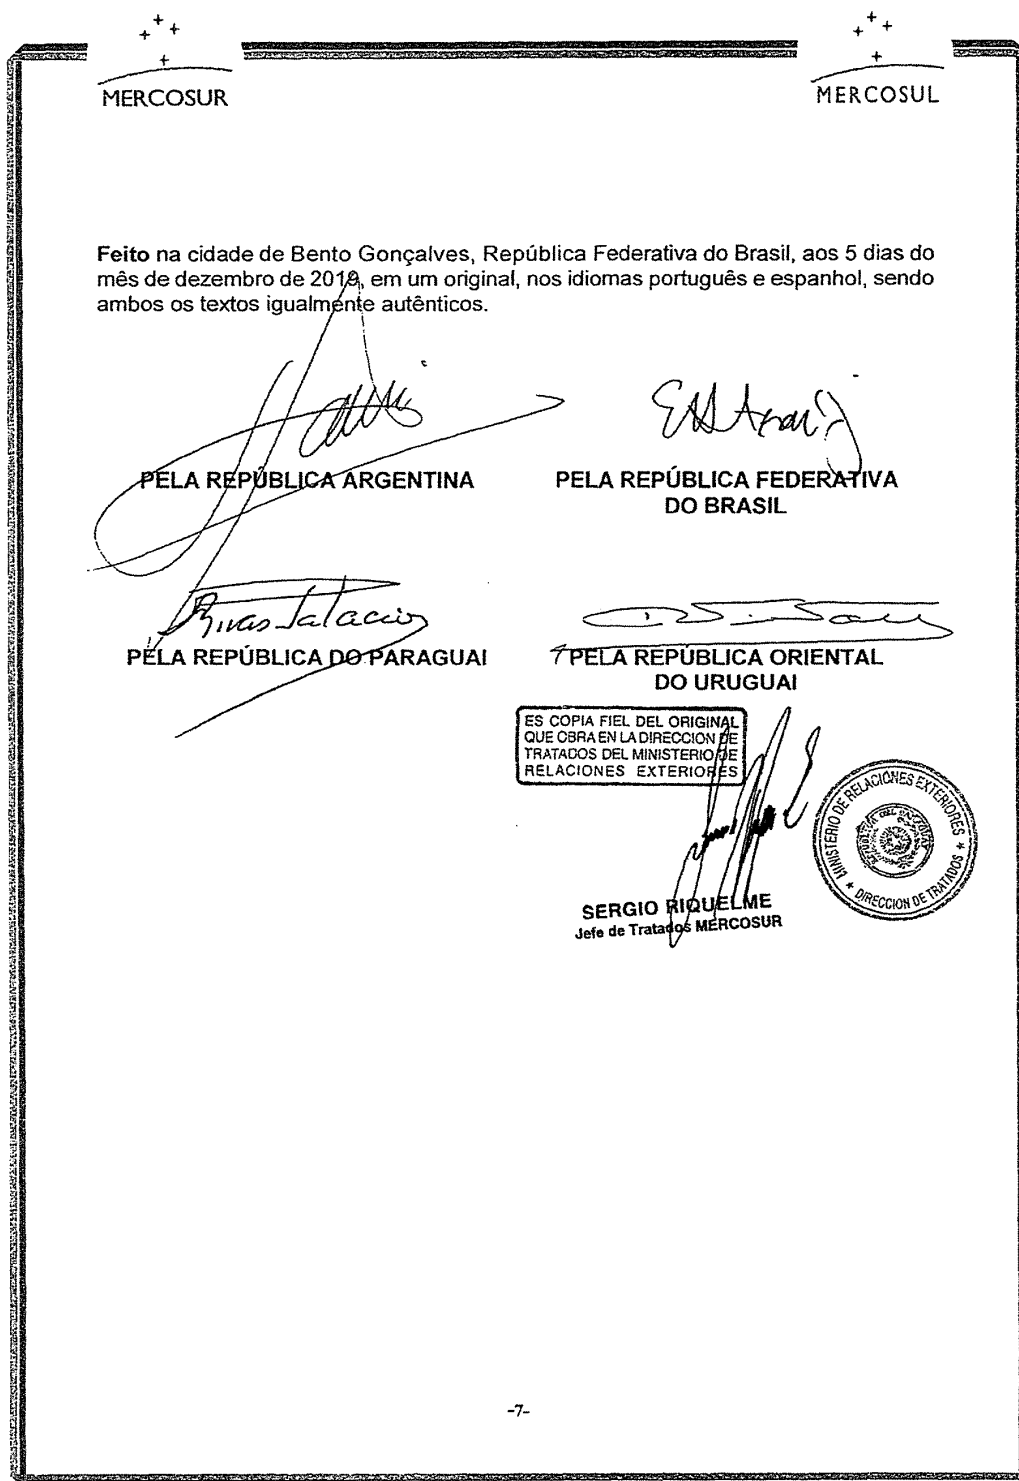 MERCOSUR
MERCOSUL
Feito na cidade de Bento Gonçalves, República Federativa do Brasil, aos 5 dias do
mês de dezembro de 2019, em um original, nos idiomas português e espanhol, sendo
ambos os textos igualmente autênticos.
PELA REPÚBLICA ARGENTINA
PELA REPÚBLICA FEDERATIVA
DO BRASIL
Rivas Palacios
PELA REPÚBLICA DO PARAGUAI
PELA REPÚBLICA ORIENTAL
DO URUGUAI
ES COPIA FIEL DEL ORIGINAL
QUE OBRA EN LA DIRECCION DE
TRATADOS DEL MINISTERIO DE
RELACIONES EXTERIORES
MINISTERIO DE RELACIONES EXTERIORES
DIRECCION DE TRATADOS
SERGIO RIQUELME
Jefe de Tratados MERCOSUR
-7-